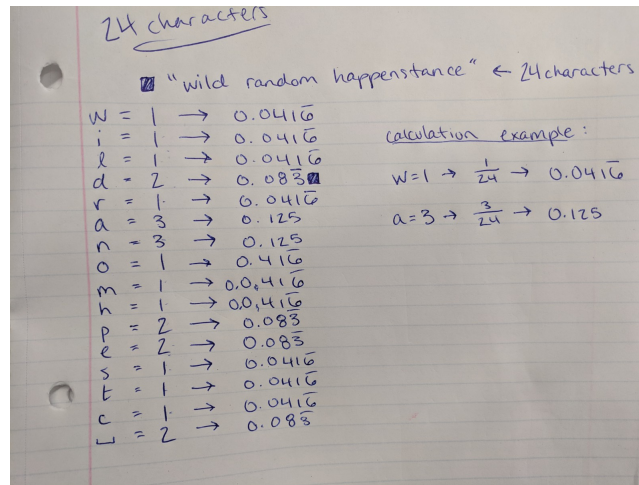 24 characters
"wild random happenstance" ← 24 characters
w = 1 → 0.0416̅
i = 1 → 0.0416̅
l = 1 → 0.0416̅
d = 2 → 0.083̅
r = 1 → 0.0416̅
a = 3 → 0.125
n = 3 → 0.125
o = 1 → 0.416̅
m = 1 → 0.0,416̅
h = 1 → 0.0,416̅
p = 2 → 0.083̅
e = 2 → 0.083̅
s = 1 → 0.0416̅
t = 1 → 0.0416̅
c = 1 → 0.0416̅
⌴ = 2 → 0.083̅
calculation example:
w=1 → 1/24 → 0.0416̅
a=3 → 3/24 → 0.125